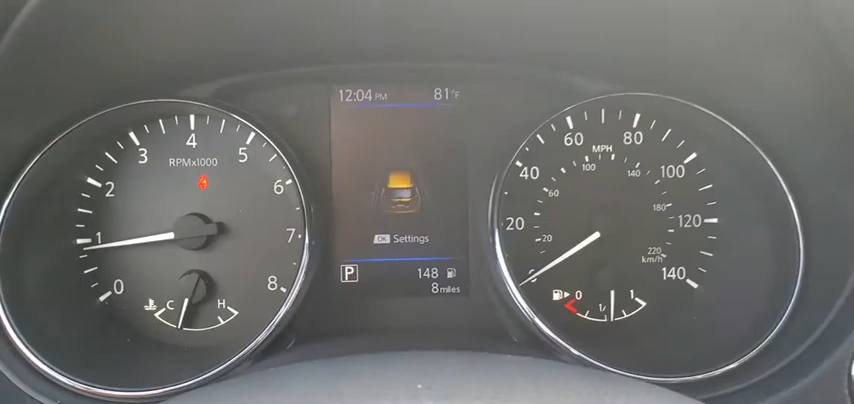 12:04 PM 81°F
4
3 5
RPMx1000
2 6
1 7
0 8
C H
OK Settings
P 148
8 miles
60 80
MPH
40 100
100 140
60 180
20 120
20 220
km/h
0 140
0 1/ 1